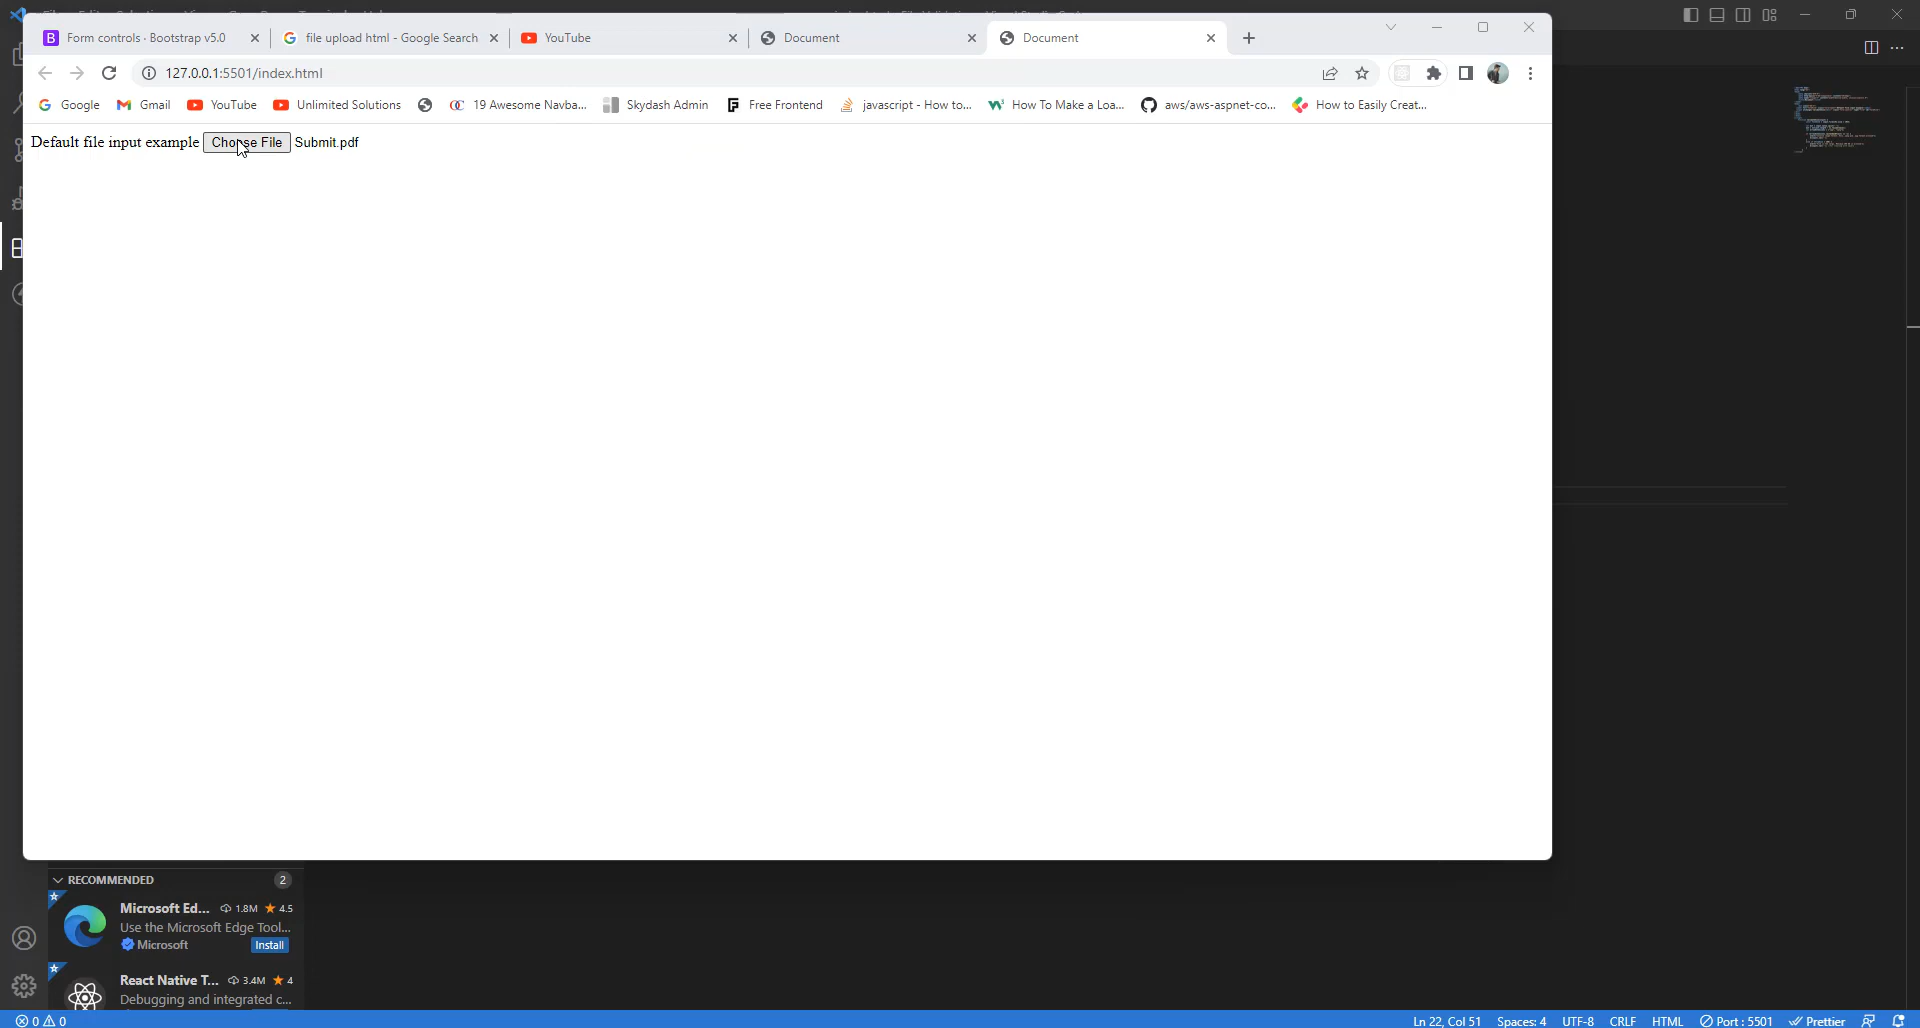 Form controls · Bootstrap v5.0
file upload html - Google Search
YouTube
Document
Document
127.0.0.1:5501/index.html
Google
Gmail
YouTube
Unlimited Solutions
19 Awesome Navba...
Skydash Admin
Free Frontend
javascript - How to...
How To Make a Loa...
aws/aws-aspnet-co...
How to Easily Creat...
Default file input example Choose File Submit.pdf
RECOMMENDED 2
Microsoft Ed... 1.8M 4.5
Use the Microsoft Edge Tool...
Microsoft Install
React Native T... 3.4M 4
Debugging and integrated c...
0 0 Ln 22, Col 51 Spaces: 4 UTF-8 CRLF HTML Port : 5501 Prettier